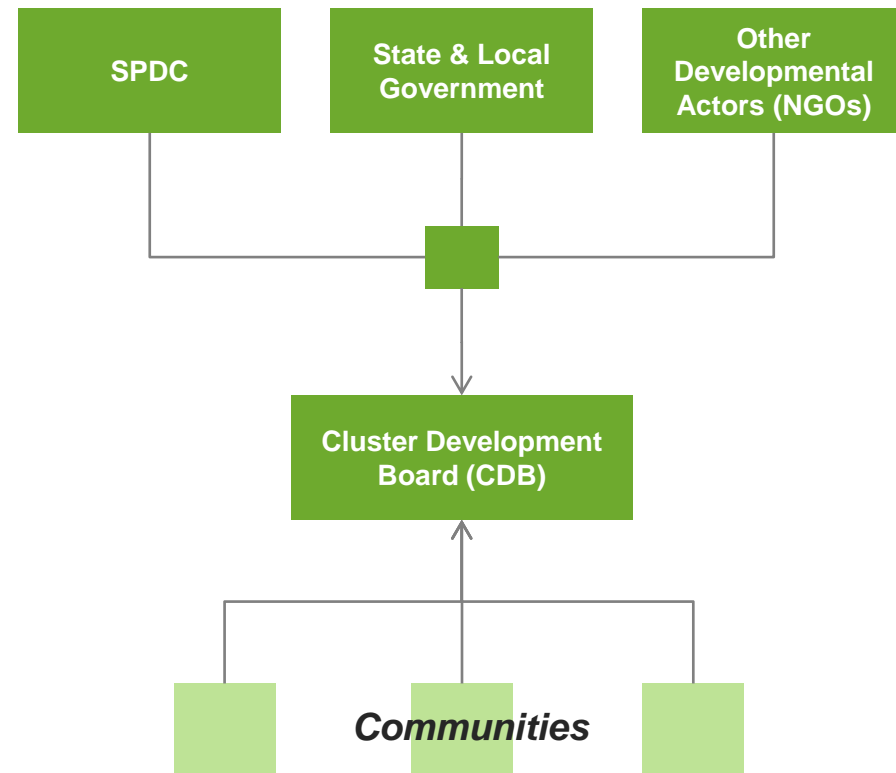 SPDC
State & Local
Government
Other
Developmental
Actors (NGOs)
Cluster Development
Board (CDB)
Communities